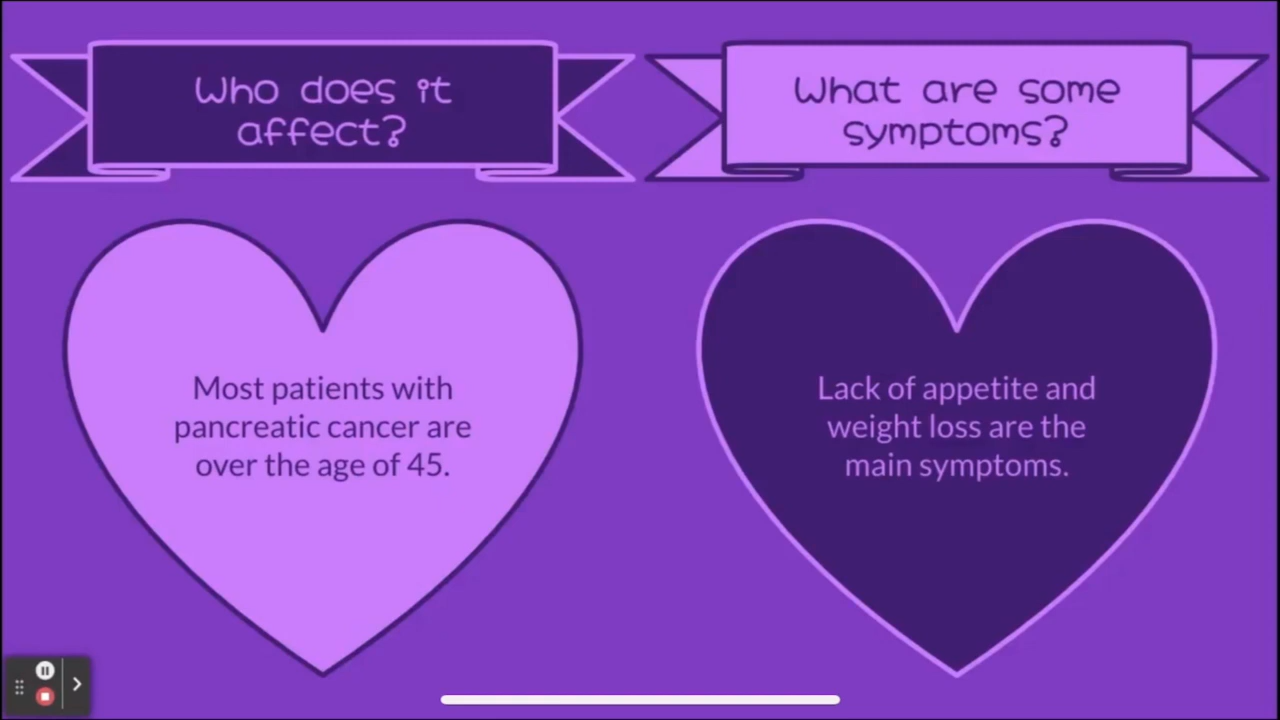 Who does it
affect?
Most patients with
pancreatic cancer are
over the age of 45.
What are some
symptoms?
Lack of appetite and
weight loss are the
main symptoms.